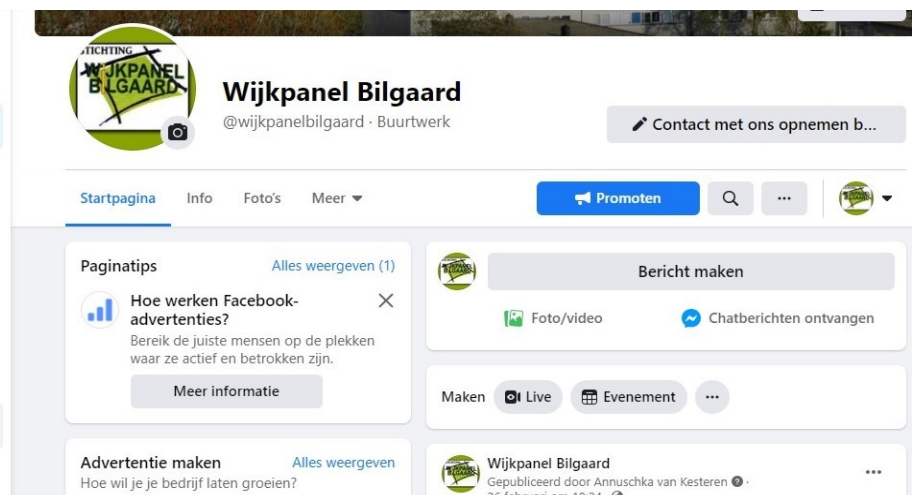 STICHTING
WIJKPANEL
BILGAARD
Wijkpanel Bilgaard
@wijkpanelbilgaard · Buurtwerk
Contact met ons opnemen b...
Startpagina Info Foto's Meer
Promoten
Paginatips Alles weergeven (1)
Hoe werken Facebook-
advertenties?
Bereik de juiste mensen op de plekken
waar ze actief en betrokken zijn.
Meer informatie
Advertentie maken Alles weergeven
Hoe wil je je bedrijf laten groeien?
Bericht maken
Foto/video Chatberichten ontvangen
Maken Live Evenement
Wijkpanel Bilgaard
Gepubliceerd door Annuschka van Kesteren ·
26 februari om